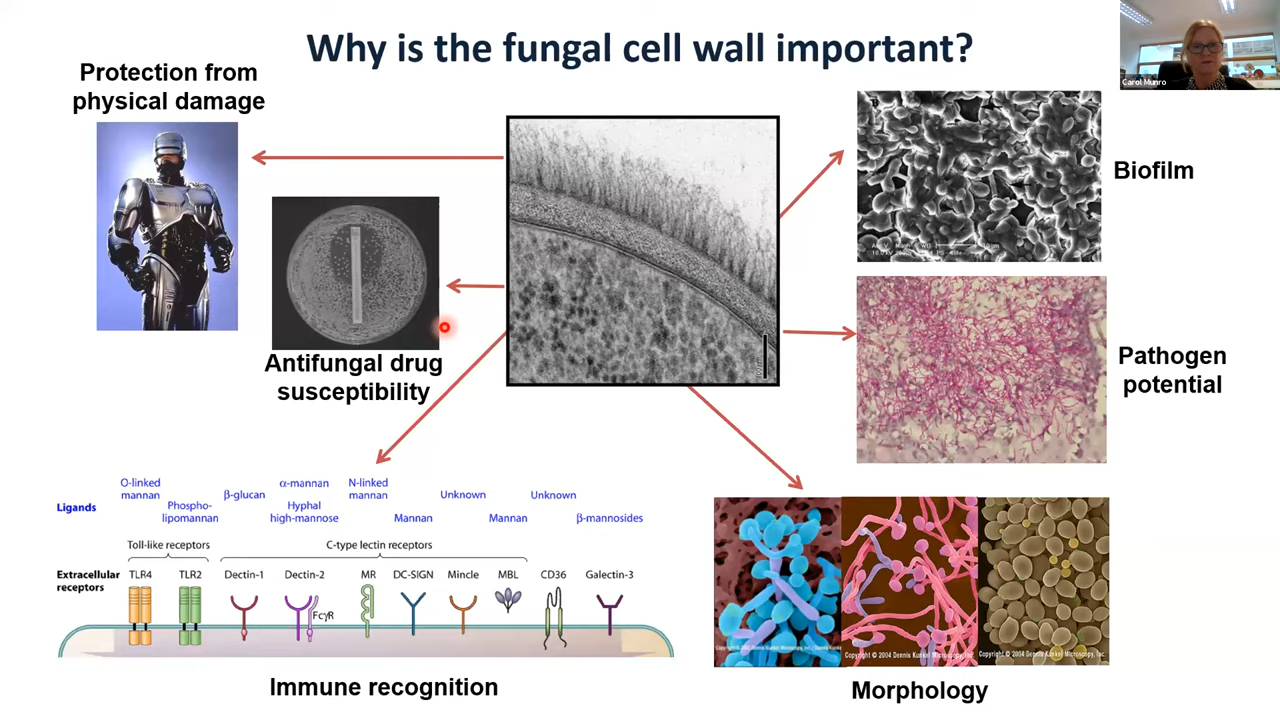 Why is the fungal cell wall important?
Carol Munro
Protection from
physical damage
Biofilm
Antifungal drug
susceptibility
Pathogen
potential
Ligands
O-linked
mannan
Phospho-
lipomannan
β-glucan
α-mannan
Hyphal
high-mannose
N-linked
mannan
Mannan
Unknown
Mannan
Unknown
β-mannosides
Toll-like receptors
C-type lectin receptors
Extracellular
receptors
TLR4
TLR2
Dectin-1
Dectin-2
MR
DC-SIGN
Mincle
MBL
CD36
Galectin-3
FcγR
Immune recognition
Copyright © 2004 Dennis Kunkel Microscopy, Inc.
Copyright © 2004 Dennis Kunkel Microscopy, Inc.
Morphology